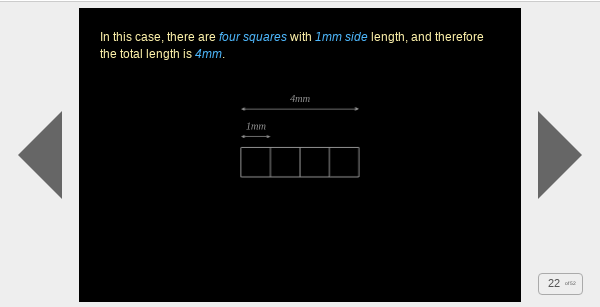 In this case, there are four squares with 1mm side length, and therefore
the total length is 4mm.
4mm
1mm
22 of 52